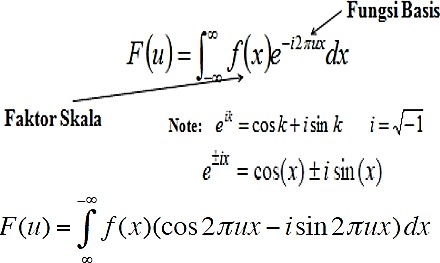 Fungsi Basis
F(u) = ∫_{-∞}^{∞} f(x)e^{-i2πux}dx
Faktor Skala
Note: e^{ik} = cos k + i sin k i = √-1
e^{±ix} = cos(x) ± i sin(x)
F(u) = ∫_{∞}^{-∞} f(x)(cos 2πux − i sin 2πux) dx